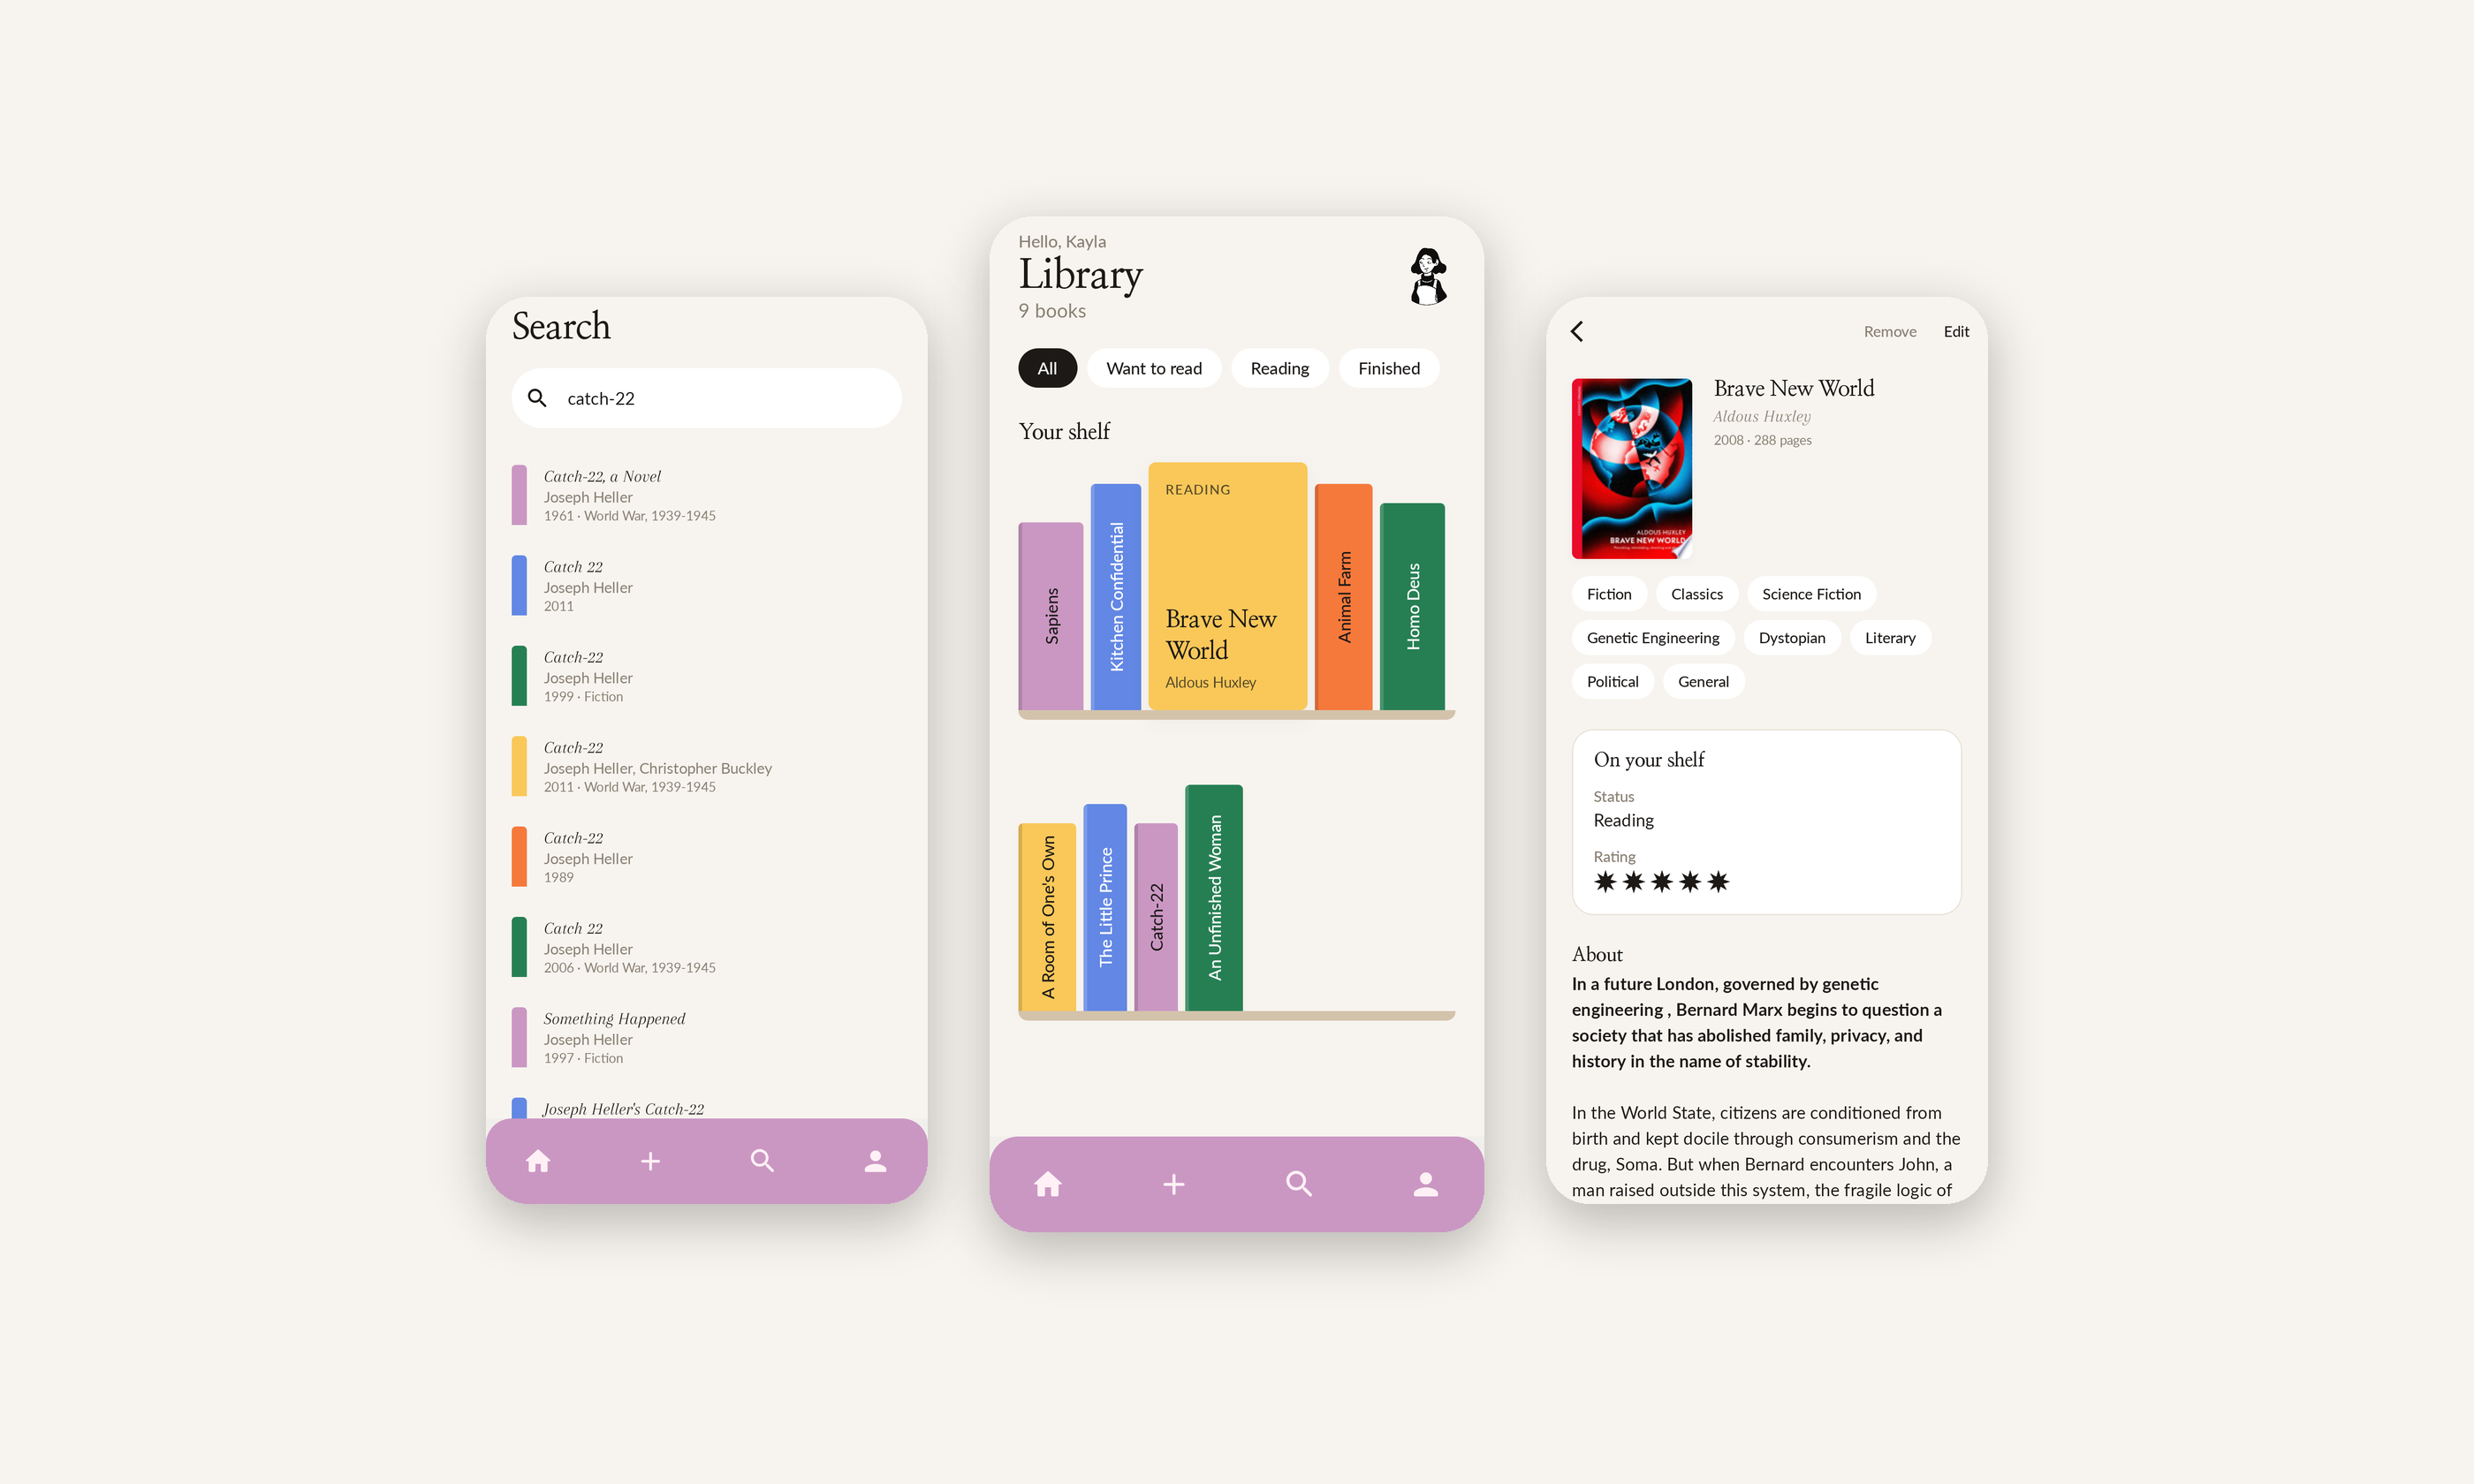 Search
catch-22
Catch-22, a Novel
Joseph Heller
1961 · World War, 1939-1945
Catch 22
Joseph Heller
2011
Catch-22
Joseph Heller
1999 · Fiction
Catch-22
Joseph Heller, Christopher Buckley
2011 · World War, 1939-1945
Catch-22
Joseph Heller
1989
Catch 22
Joseph Heller
2006 · World War, 1939-1945
Something Happened
Joseph Heller
1997 · Fiction
Joseph Heller's Catch-22
Hello, Kayla
Library
9 books
All
Want to read
Reading
Finished
Your shelf
Sapiens
Kitchen Confidential
READING
Brave New
World
Aldous Huxley
Animal Farm
Homo Deus
A Room of One's Own
The Little Prince
Catch-22
An Unfinished Woman
Remove
Edit
ALDOUS HUXLEY
BRAVE NEW WORLD
Brave New World
Aldous Huxley
2008 · 288 pages
Fiction
Classics
Science Fiction
Genetic Engineering
Dystopian
Literary
Political
General
On your shelf
Status
Reading
Rating
About
In a future London, governed by genetic
engineering , Bernard Marx begins to question a
society that has abolished family, privacy, and
history in the name of stability.
In the World State, citizens are conditioned from
birth and kept docile through consumerism and the
drug, Soma. But when Bernard encounters John, a
man raised outside this system, the fragile logic of